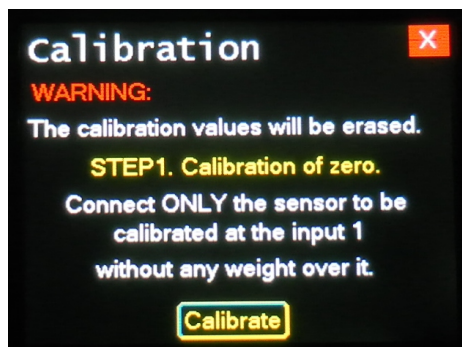 Calibration
X
WARNING:
The calibration values will be erased.
STEP1. Calibration of zero.
Connect ONLY the sensor to be
calibrated at the input 1
without any weight over it.
Calibrate